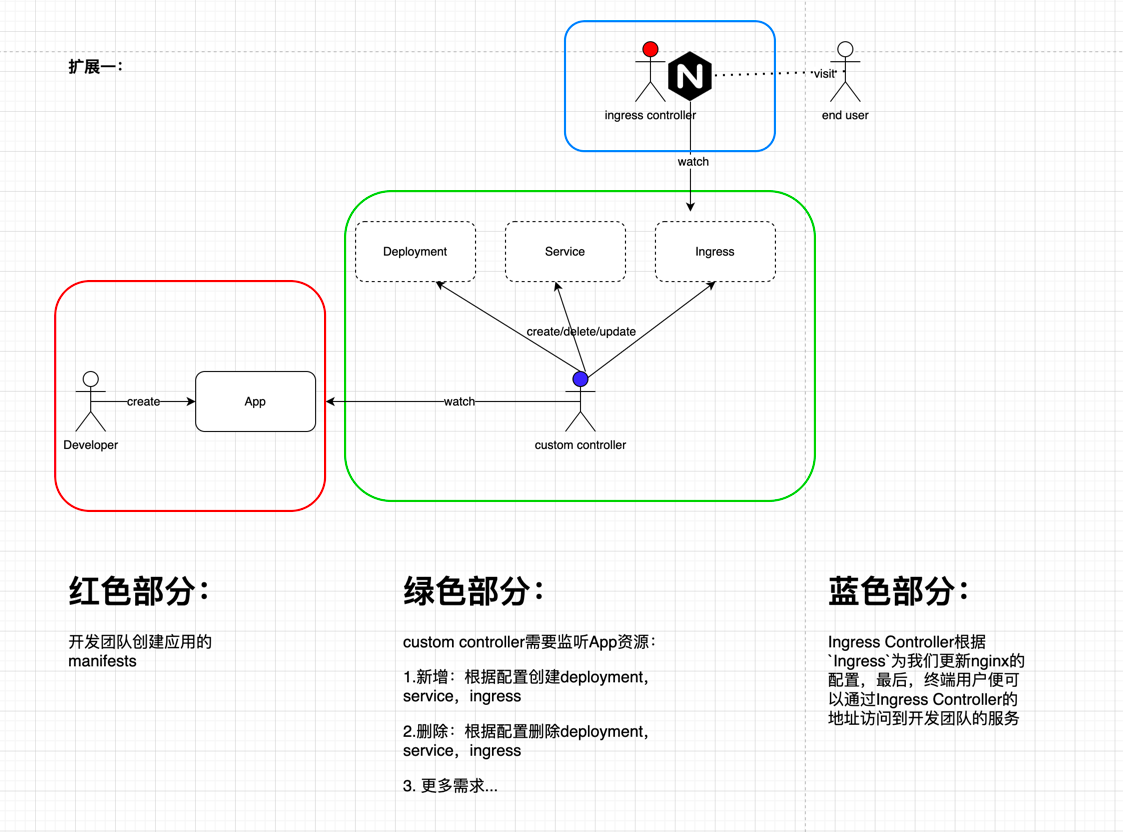 扩展一：
N
visit
ingress controller
end user
watch
Deployment
Service
Ingress
create/delete/update
create
App
watch
Developer
custom controller
红色部分：
开发团队创建应用的
manifests
绿色部分：
custom controller需要监听App资源：
1.新增：根据配置创建deployment，
service，ingress
2.删除：根据配置删除deployment，
service，ingress
3. 更多需求...
蓝色部分：
Ingress Controller根据
`Ingress`为我们更新nginx的
配置，最后，终端用户便可
以通过Ingress Controller的
地址访问到开发团队的服务